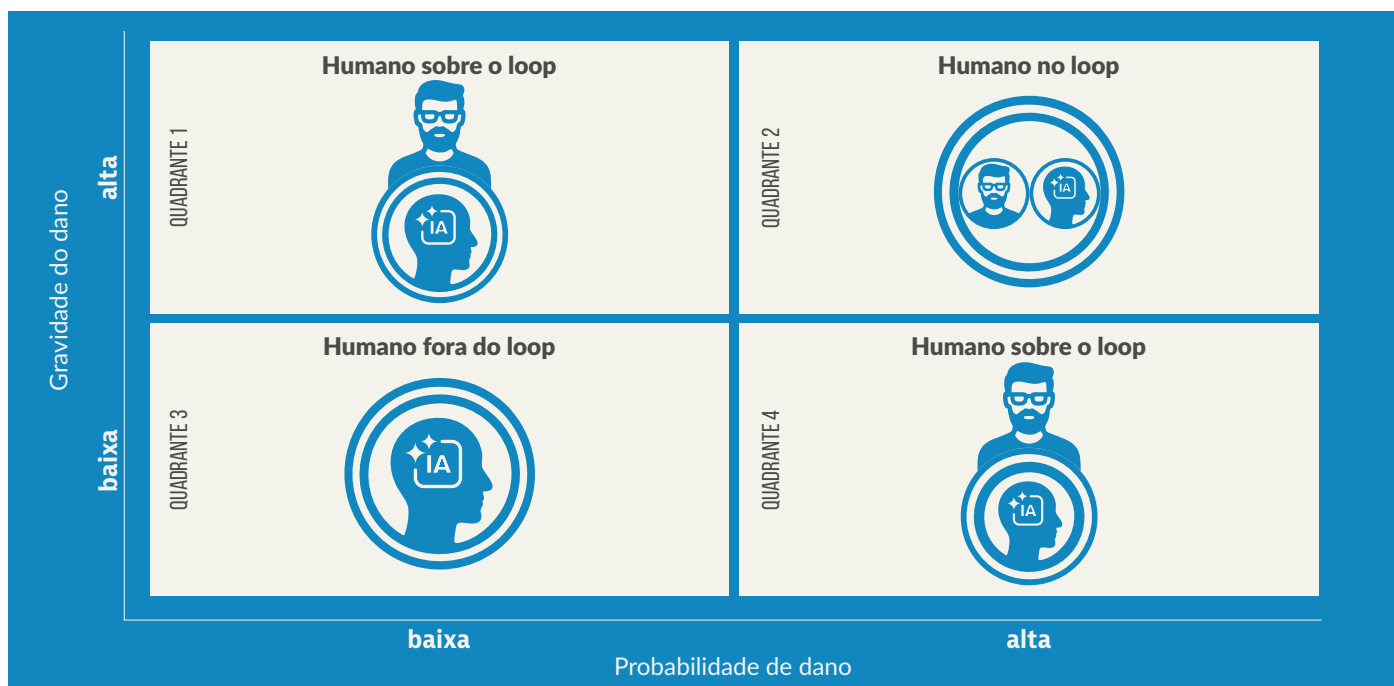 Humano sobre o loop
QUADRANTE 1
IA
Humano no loop
QUADRANTE 2
IA
Gravidade do dano
alta
Humano fora do loop
QUADRANTE 3
IA
Humano sobre o loop
QUADRANTE 4
IA
baixa
baixa
alta
Probabilidade de dano